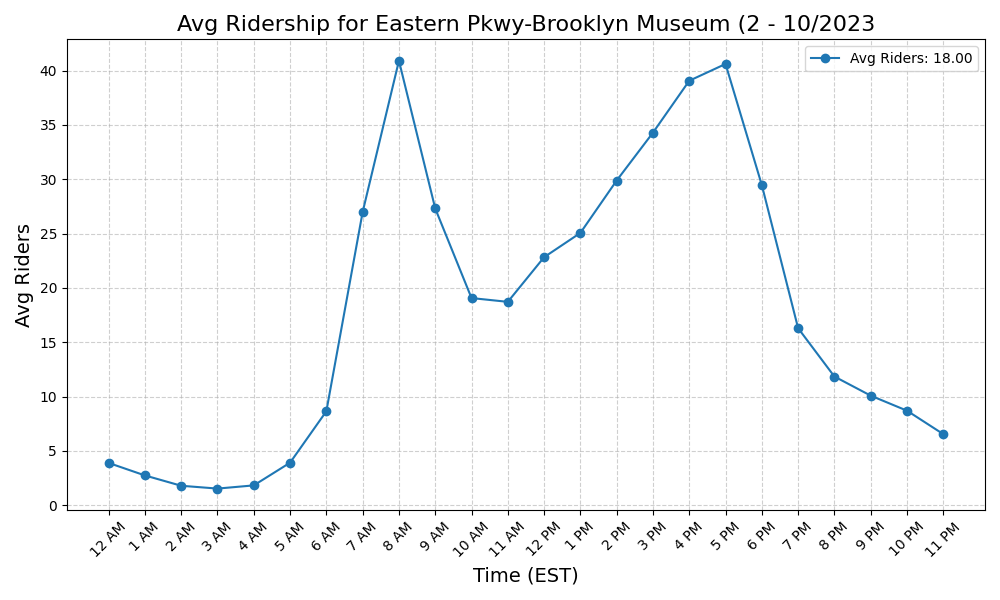 Avg Ridership for Eastern Pkwy-Brooklyn Museum (2 - 10/2023
Avg Riders: 18.00
Avg Riders
40
35
30
25
20
15
10
5
0
12 AM
1 AM
2 AM
3 AM
4 AM
5 AM
6 AM
7 AM
8 AM
9 AM
10 AM
11 AM
12 PM
1 PM
2 PM
3 PM
4 PM
5 PM
6 PM
7 PM
8 PM
9 PM
10 PM
11 PM
Time (EST)